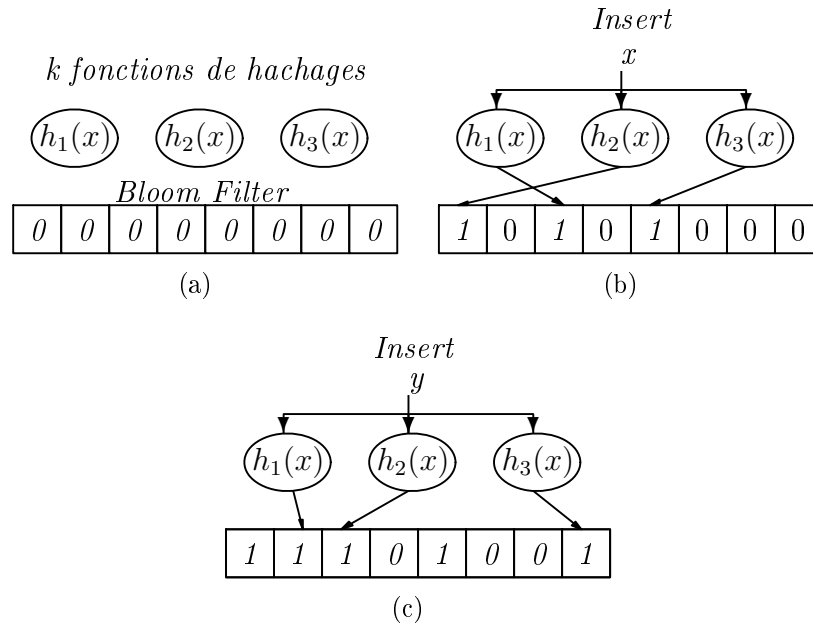 k fonctions de hachages
h₁(x) h₂(x) h₃(x)
Bloom Filter
0 0 0 0 0 0 0 0
(a)
Insert
x
h₁(x) h₂(x) h₃(x)
1 0 1 0 1 0 0 0
(b)
Insert
y
h₁(x) h₂(x) h₃(x)
1 1 1 0 1 0 0 1
(c)